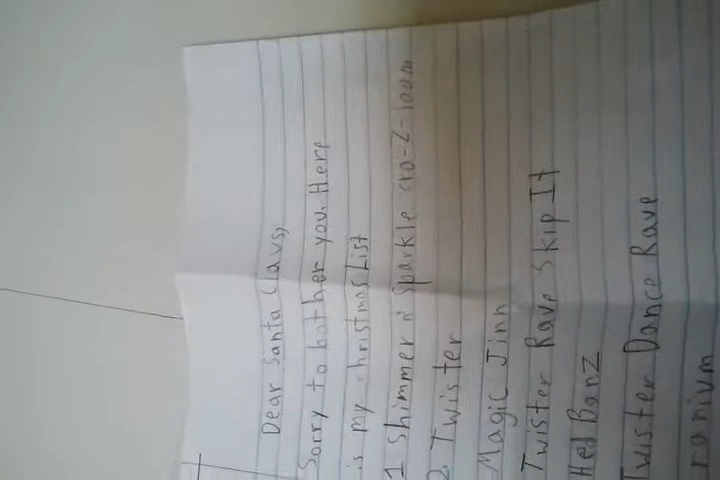 Dear Santa Claus,
Sorry to bother you. Here
is my christmas List
1 Shimmer n' Sparkle cro-Z-loom
2. Twister
Magic Jinn
Twister Rave Skip It
Hed Banz
Twister Dance Rave